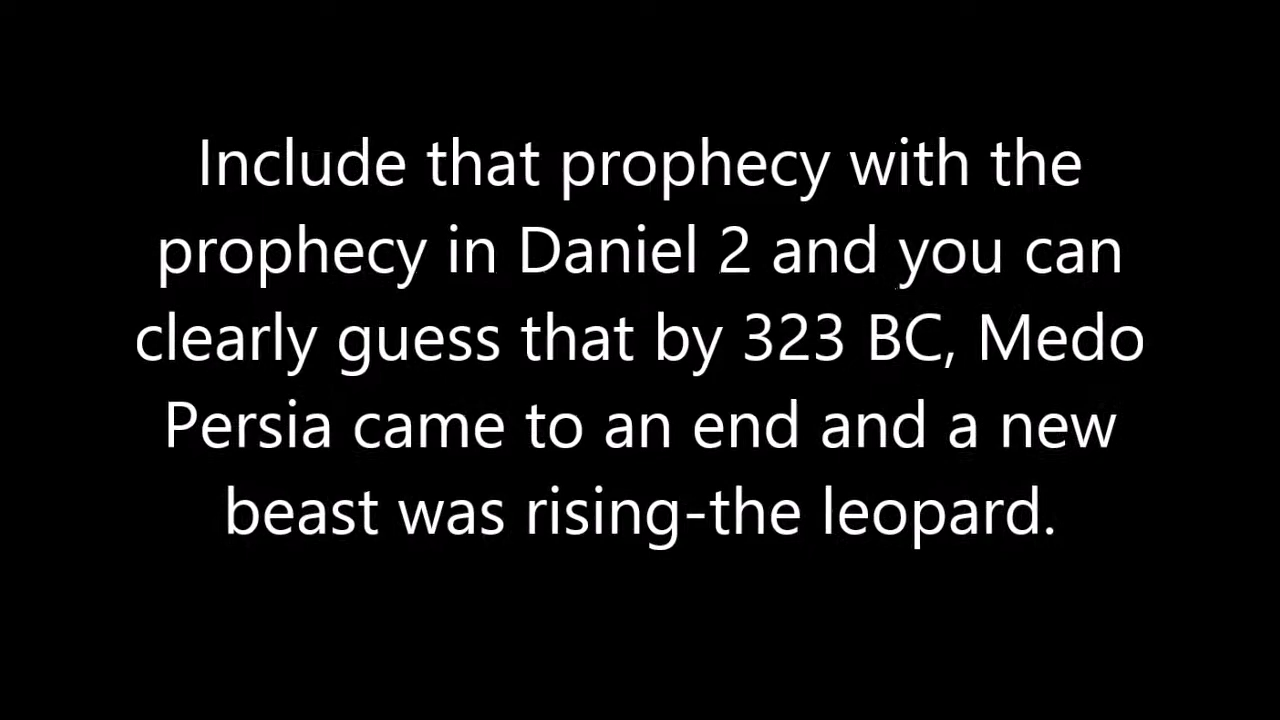 Include that prophecy with the
prophecy in Daniel 2 and you can
clearly guess that by 323 BC, Medo
Persia came to an end and a new
beast was rising-the leopard.